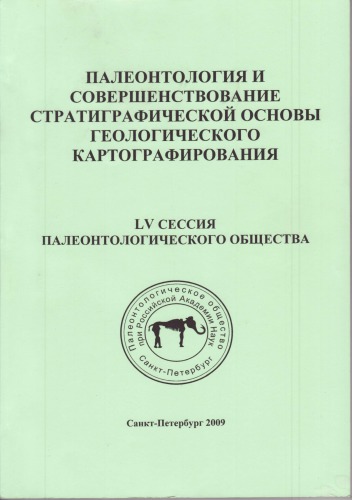 ПАЛЕОНТОЛОГИЯ И
СОВЕРШЕНСТВОВАНИЕ
СТРАТИГРАФИЧЕСКОЙ ОСНОВЫ
ГЕОЛОГИЧЕСКОГО
КАРТОГРАФИРОВАНИЯ
LV СЕССИЯ
ПАЛЕОНТОЛОГИЧЕСКОГО ОБЩЕСТВА
Палеонтологическое общество
при Российской Академии Наук
Санкт-Петербург
Санкт-Петербург 2009